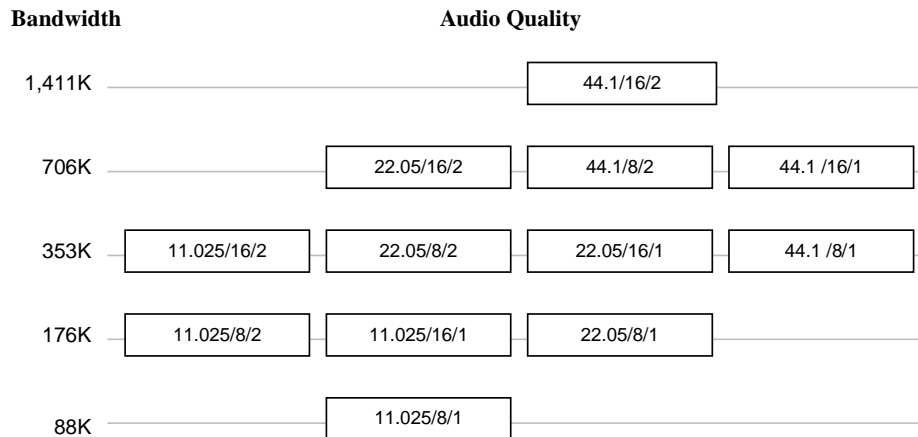 Bandwidth Audio Quality
1,411K 44.1/16/2
706K 22.05/16/2 44.1/8/2 44.1 /16/1
353K 11.025/16/2 22.05/8/2 22.05/16/1 44.1 /8/1
176K 11.025/8/2 11.025/16/1 22.05/8/1
88K 11.025/8/1